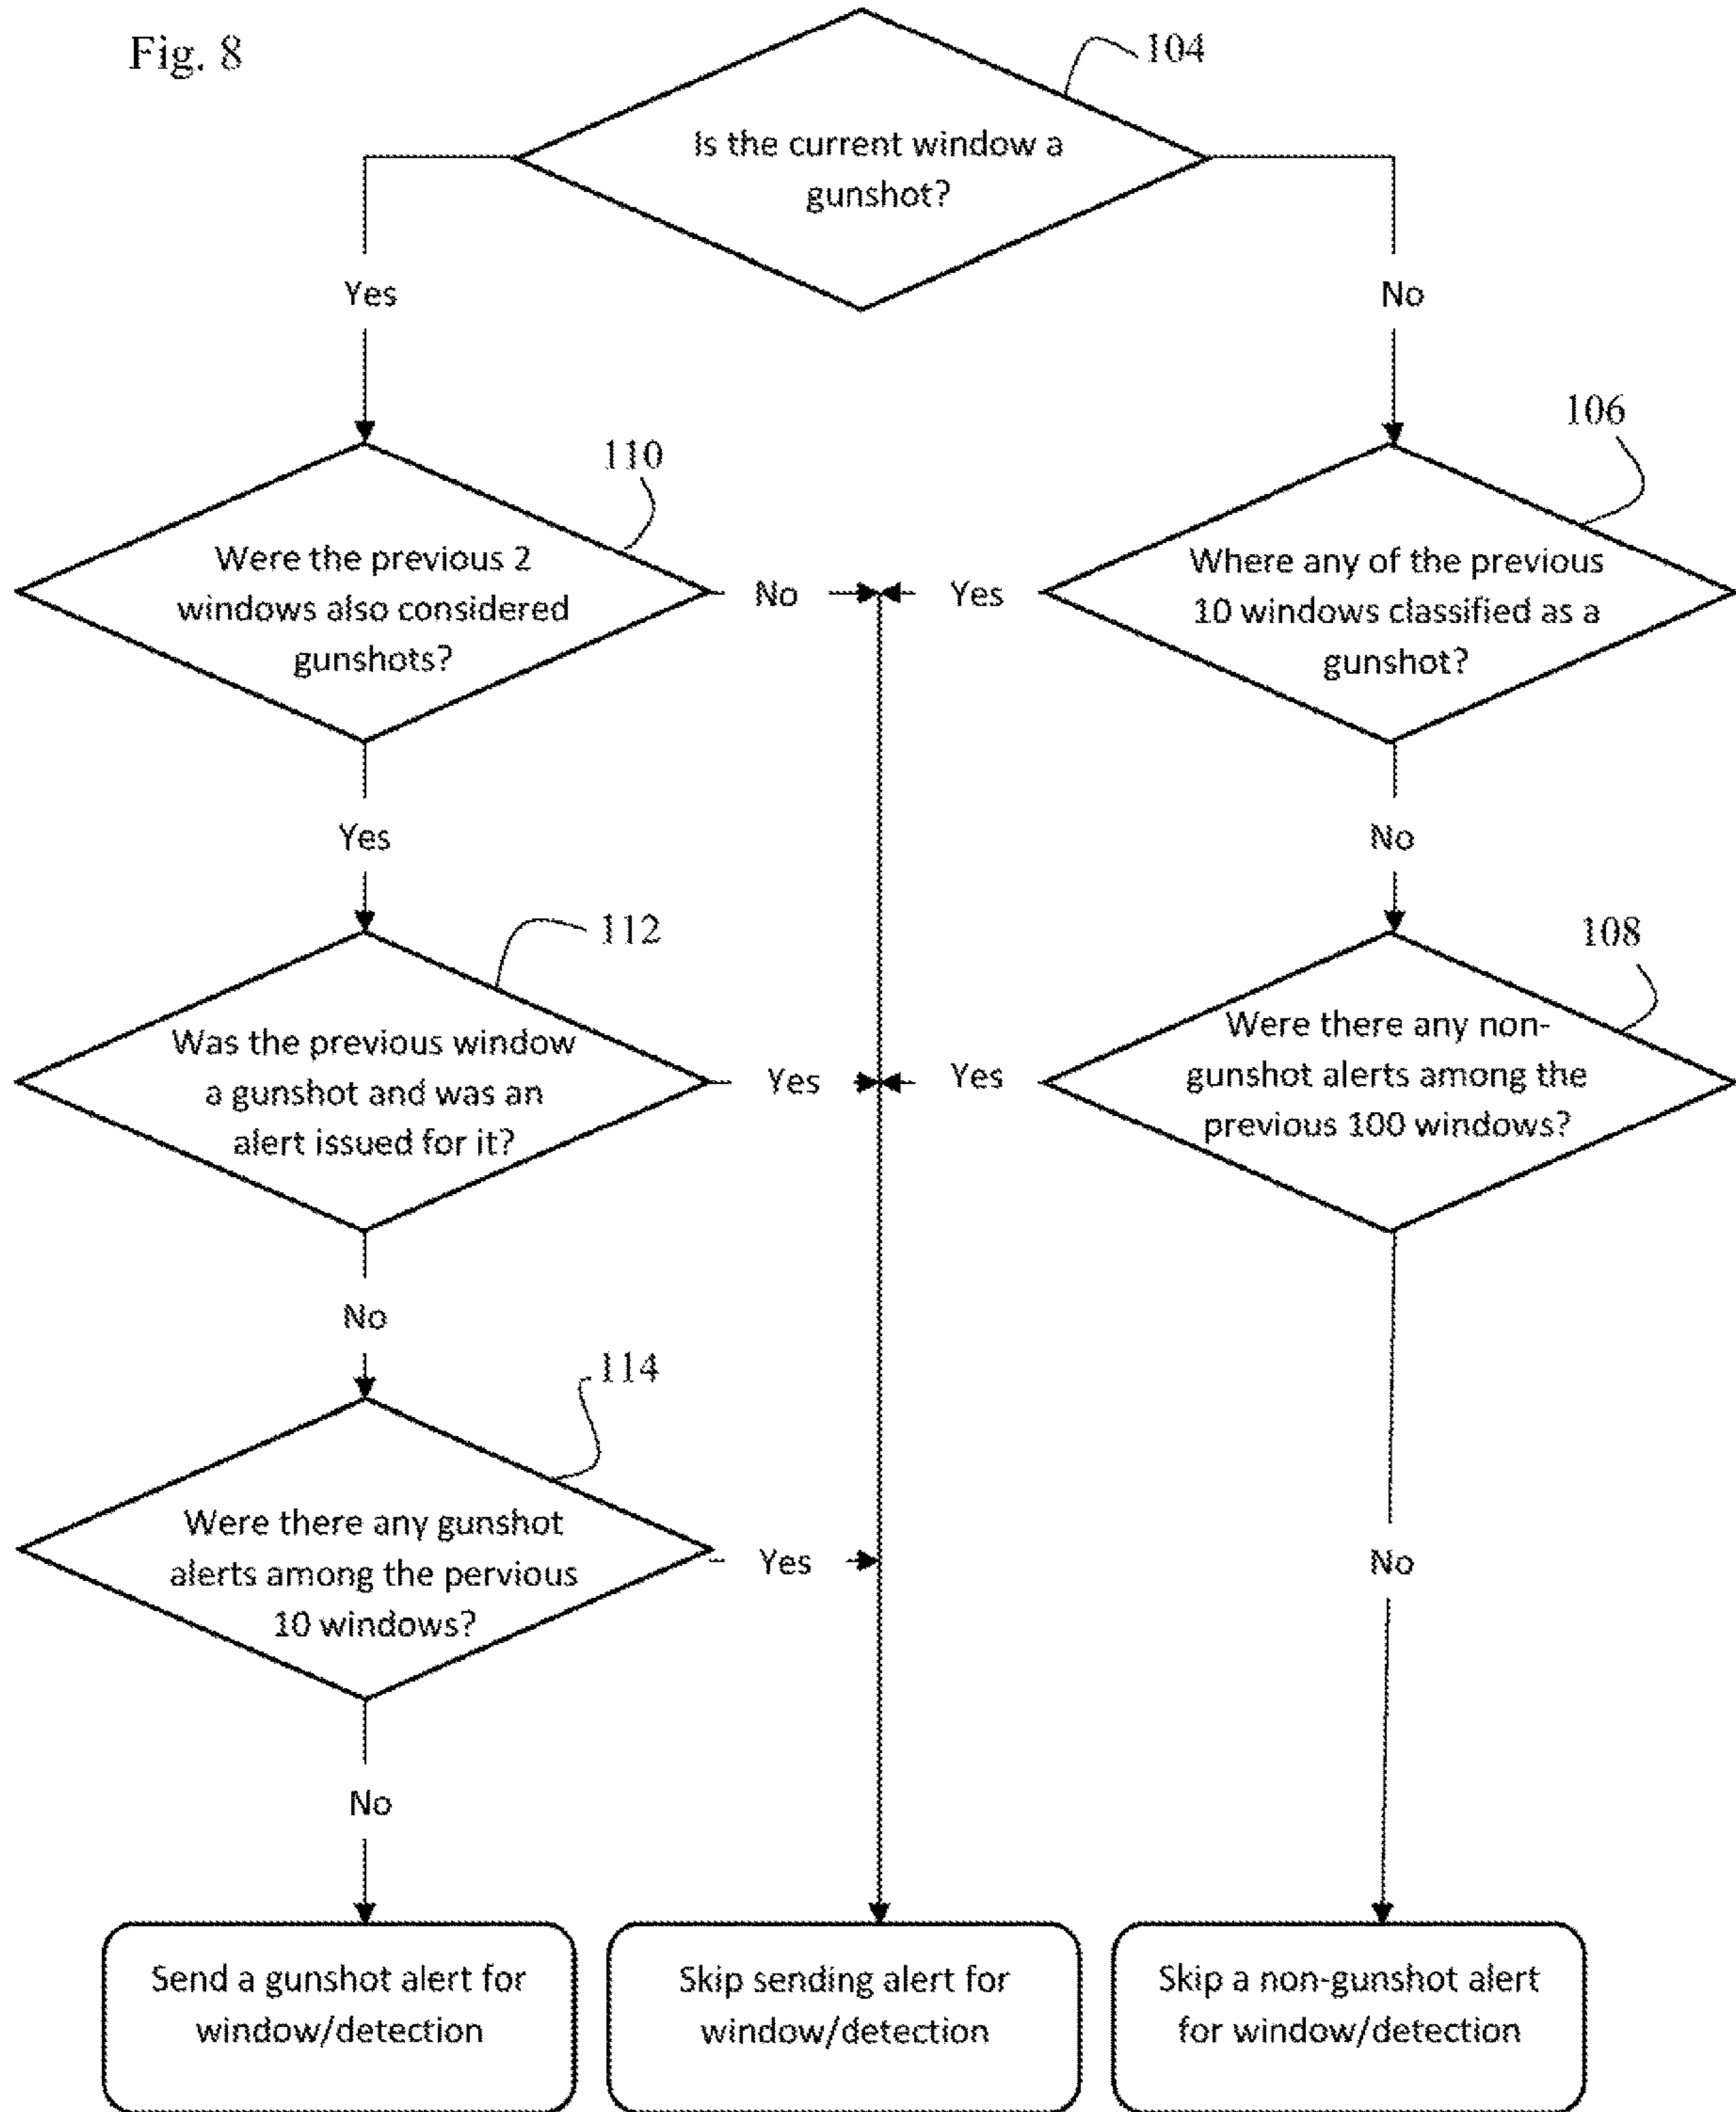 Fig. 8
104
Is the current window a
gunshot?
Yes
No
110
106
Were the previous 2
windows also considered
gunshots?
No
Yes
Where any of the previous
10 windows classified as a
gunshot?
Yes
No
112
108
Was the previous window
a gunshot and was an
alert issued for it?
Yes
Yes
Were there any non-
gunshot alerts among the
previous 100 windows?
No
114
Were there any gunshot
alerts among the pervious
10 windows?
Yes
No
No
Send a gunshot alert for
window/detection
Skip sending alert for
window/detection
Skip a non-gunshot alert
for window/detection